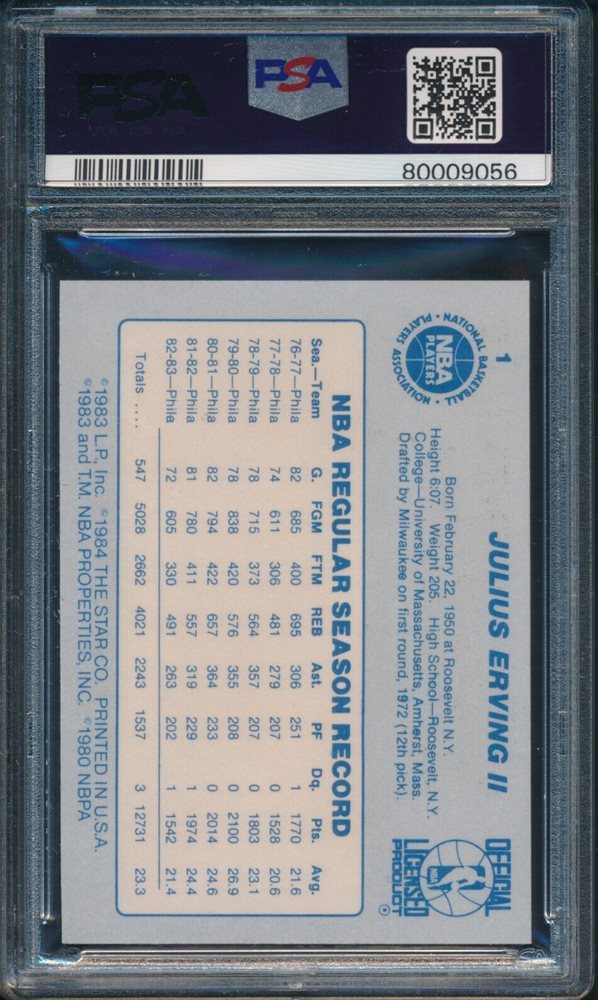 PSA
PSA
80009056
1
NATIONAL BASKETBALL
PLAYERS ASSOCIATION
NBA
PLAYERS
JULIUS ERVING II
Born February 22, 1950 at Roosevelt N.Y.
Height 6:07. Weight 205. High School—Roosevelt, N.Y.
College—University of Massachusetts, Amherst, Mass.
Drafted by Milwaukee on first round, 1972 (12th pick).
OFFICIAL
NBA
LICENSED
PRODUCT ®
NBA REGULAR SEASON RECORD
Sea.—Team G. FGM FTM REB Ast. PF Dq. Pts. Avg.
76-77—Phila 82 685 400 695 306 251 1 1770 21.6
77-78—Phila 74 611 306 481 279 207 0 1528 20.6
78-79—Phila 78 715 373 564 357 207 0 1803 23.1
79-80—Phila 78 838 420 576 355 208 0 2100 26.9
80-81—Phila 82 794 422 657 364 233 0 2014 24.6
81-82—Phila 81 780 411 557 319 229 1 1974 24.4
82-83—Phila 72 605 330 491 263 202 1 1542 21.4
Totals ..... 547 5028 2662 4021 2243 1537 3 12731 23.3
©1983 L.P., Inc. ©1984 THE STAR CO. PRINTED IN U.S.A.
©1983 and T.M. NBA PROPERTIES, INC. ©1980 NBPA